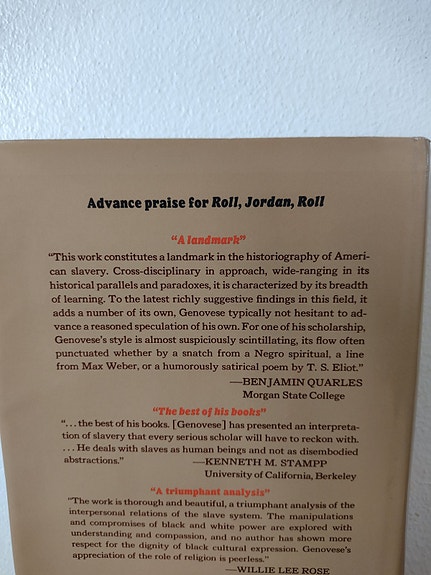 Advance praise for Roll, Jordan, Roll
"A landmark"
"This work constitutes a landmark in the historiography of Ameri-
can slavery. Cross-disciplinary in approach, wide-ranging in its
historical parallels and paradoxes, it is characterized by its breadth
of learning. To the latest richly suggestive findings in this field, it
adds a number of its own, Genovese typically not hesitant to ad-
vance a reasoned speculation of his own. For one of his scholarship,
Genovese's style is almost suspiciously scintillating, its flow often
punctuated whether by a snatch from a Negro spiritual, a line
from Max Weber, or a humorously satirical poem by T. S. Eliot."
—BENJAMIN QUARLES
Morgan State College
"The best of his books"
"... the best of his books. [Genovese] has presented an interpreta-
tion of slavery that every serious scholar will have to reckon with.
... He deals with slaves as human beings and not as disembodied
abstractions." —KENNETH M. STAMPP
University of California, Berkeley
"A triumphant analysis"
"The work is thorough and beautiful, a triumphant analysis of the
interpersonal relations of the slave system. The manipulations
and compromises of black and white power are explored with
understanding and compassion, and no author has shown more
respect for the dignity of black cultural expression. Genovese's
appreciation of the role of religion is peerless."
—WILLIE LEE ROSE